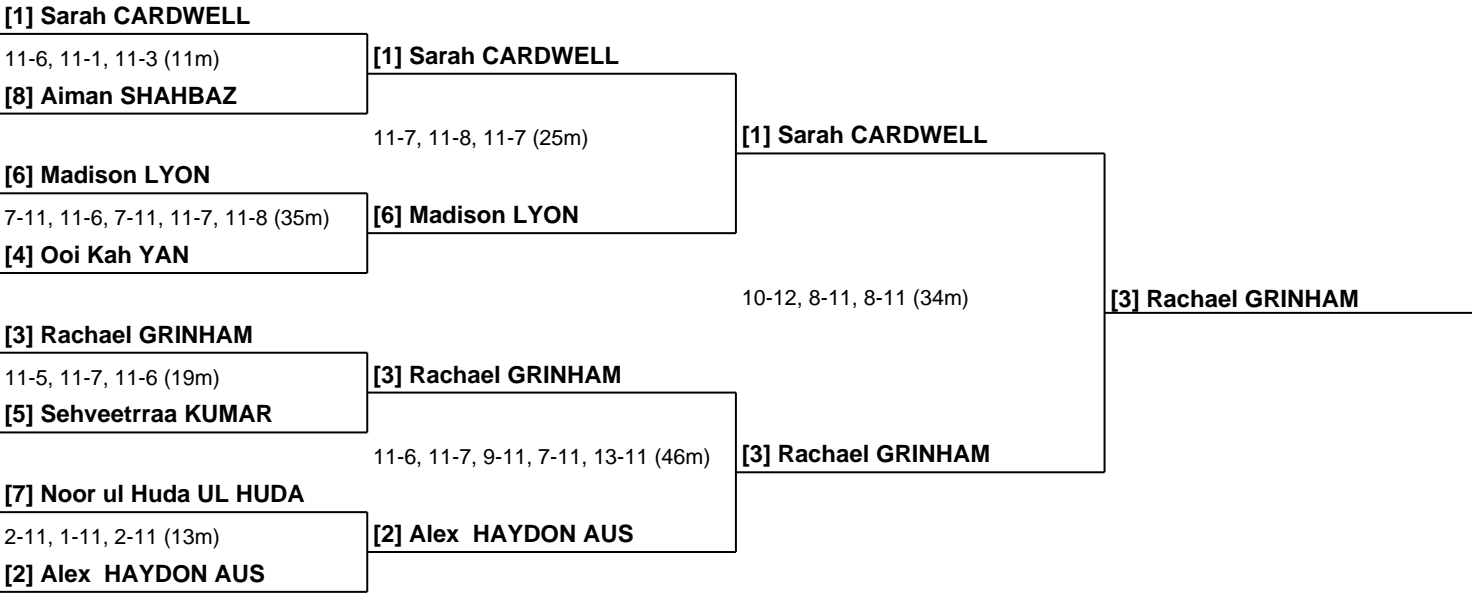 [1] Sarah CARDWELL
11-6, 11-1, 11-3 (11m)
[8] Aiman SHAHBAZ
[6] Madison LYON
7-11, 11-6, 7-11, 11-7, 11-8 (35m)
[4] Ooi Kah YAN
[3] Rachael GRINHAM
11-5, 11-7, 11-6 (19m)
[5] Sehveetrraa KUMAR
[7] Noor ul Huda UL HUDA
2-11, 1-11, 2-11 (13m)
[2] Alex  HAYDON AUS
[1] Sarah CARDWELL
11-7, 11-8, 11-7 (25m)
[6] Madison LYON
[3] Rachael GRINHAM
11-6, 11-7, 9-11, 7-11, 13-11 (46m)
[2] Alex  HAYDON AUS
[1] Sarah CARDWELL
10-12, 8-11, 8-11 (34m)
[3] Rachael GRINHAM
[3] Rachael GRINHAM